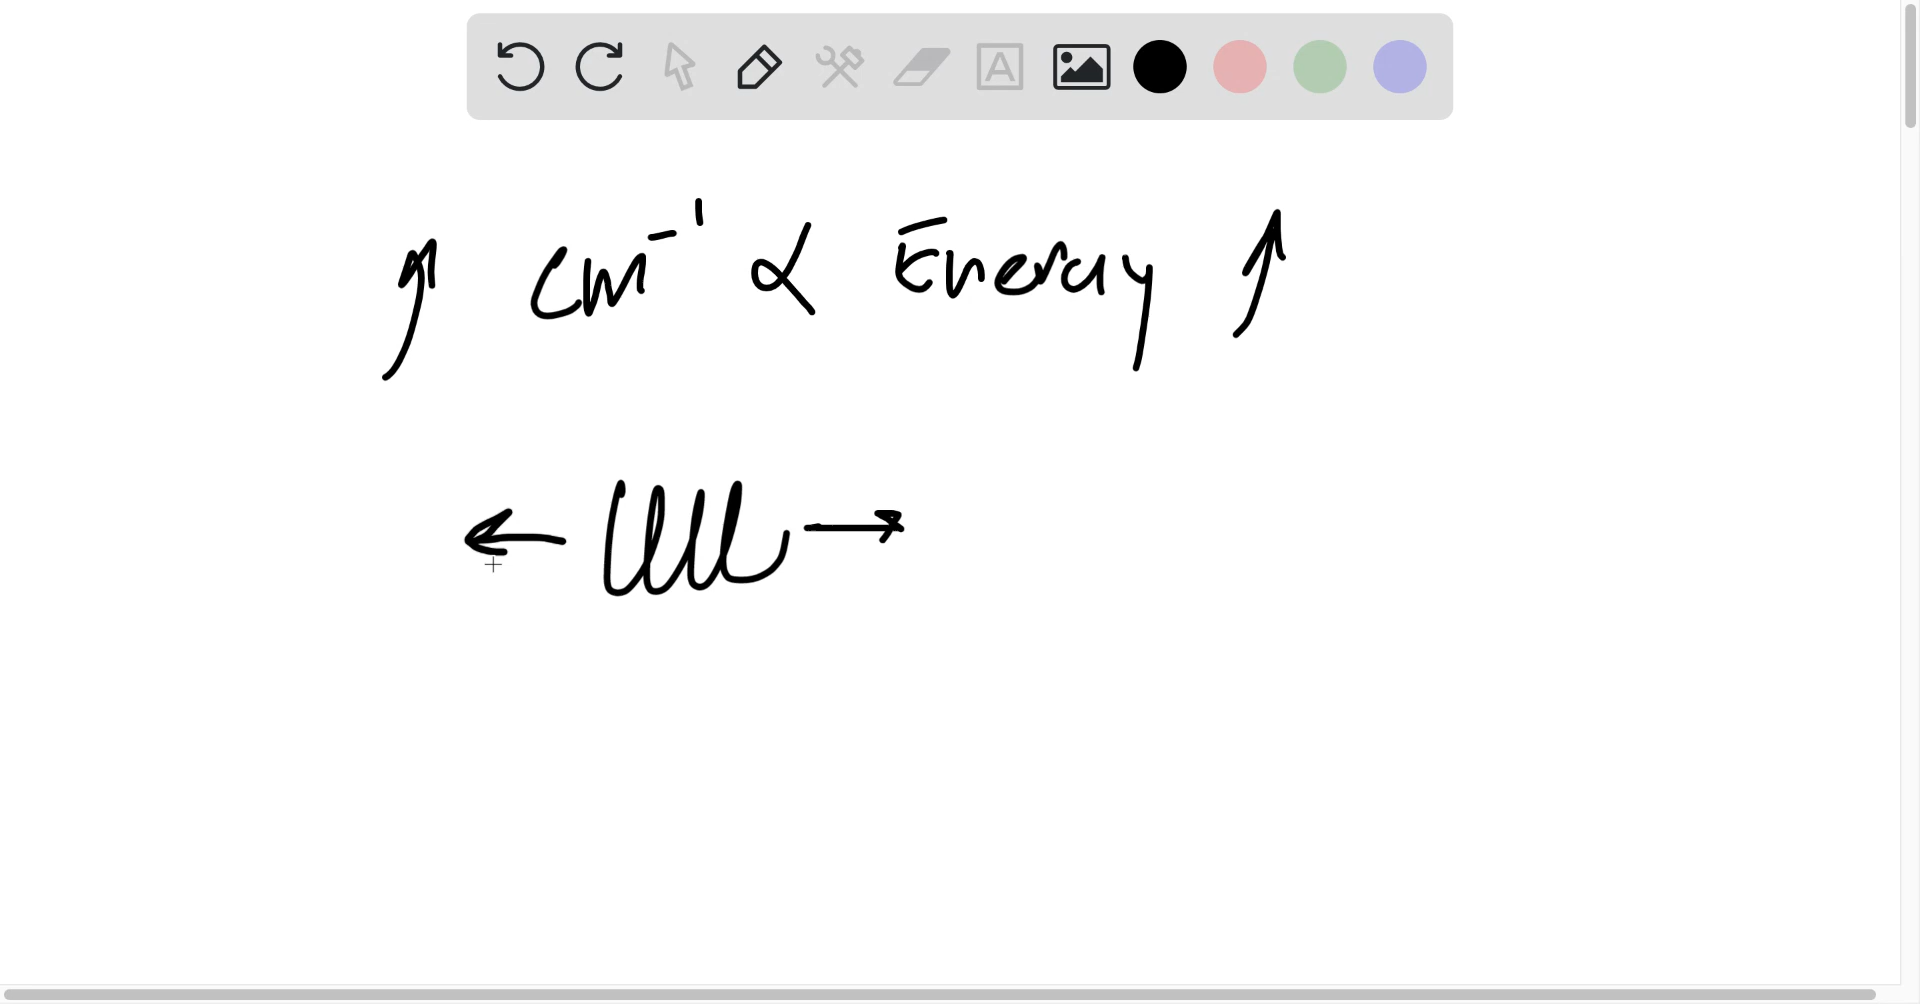 ↑ cm⁻¹ ∝ Energy ↑